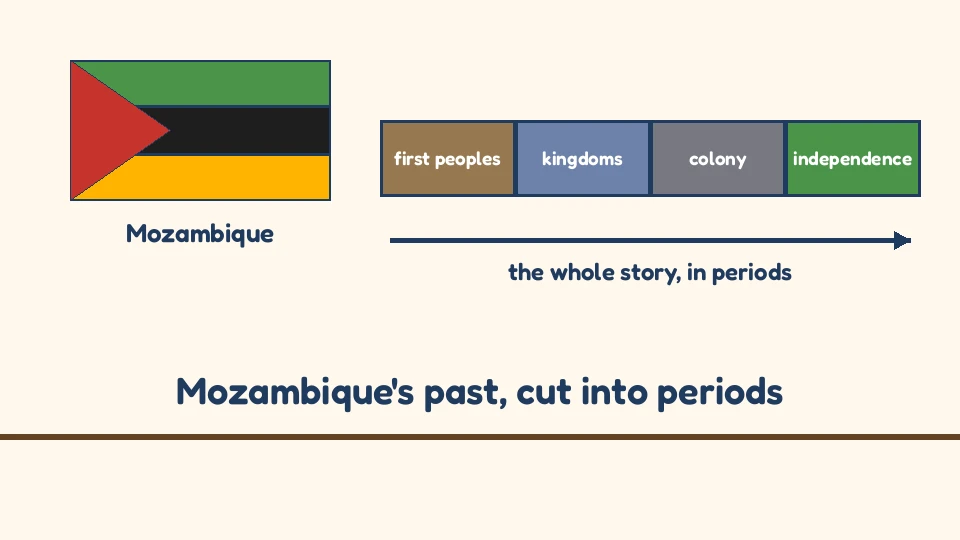 first peoples
kingdoms
colony
independence
Mozambique
the whole story, in periods
Mozambique's past, cut into periods